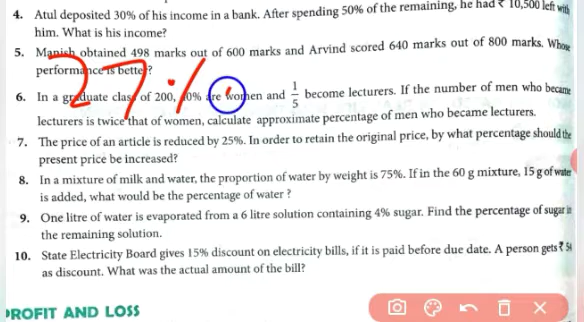 4. Atul deposited 30% of his income in a bank. After spending 50% of the remaining, he had ₹ 10,500 left with
him. What is his income?
5. Manish obtained 498 marks out of 600 marks and Arvind scored 640 marks out of 800 marks. Whose
performance is better?
27%
6. In a graduate class of 200, 40% are women and 1/5 become lecturers. If the number of men who became
lecturers is twice that of women, calculate approximate percentage of men who became lecturers.
7. The price of an article is reduced by 25%. In order to retain the original price, by what percentage should the
present price be increased?
8. In a mixture of milk and water, the proportion of water by weight is 75%. If in the 60 g mixture, 15 g of water
is added, what would be the percentage of water ?
9. One litre of water is evaporated from a 6 litre solution containing 4% sugar. Find the percentage of sugar in
the remaining solution.
10. State Electricity Board gives 15% discount on electricity bills, if it is paid before due date. A person gets ₹
as discount. What was the actual amount of the bill?
PROFIT AND LOSS